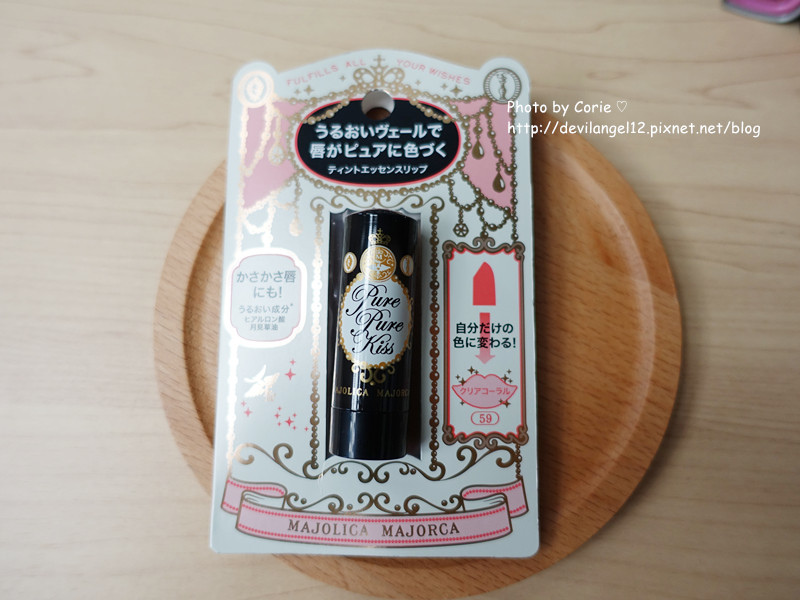 FULFILLS ALL YOUR WISHES
Photo by Corie ♡
http://devilangel12.pixnet.net/blog
うるおいヴェールで
唇がピュアに色づく
ティントエッセンスリップ
かさかさ唇
にも!
うるおい成分*
ヒアルロン酸
月見草油
Pure
Pure
Kiss
MAJOLICA MAJORCA
自分だけの
色に変わる!
クリアコーラル
59
MAJOLICA MAJORCA